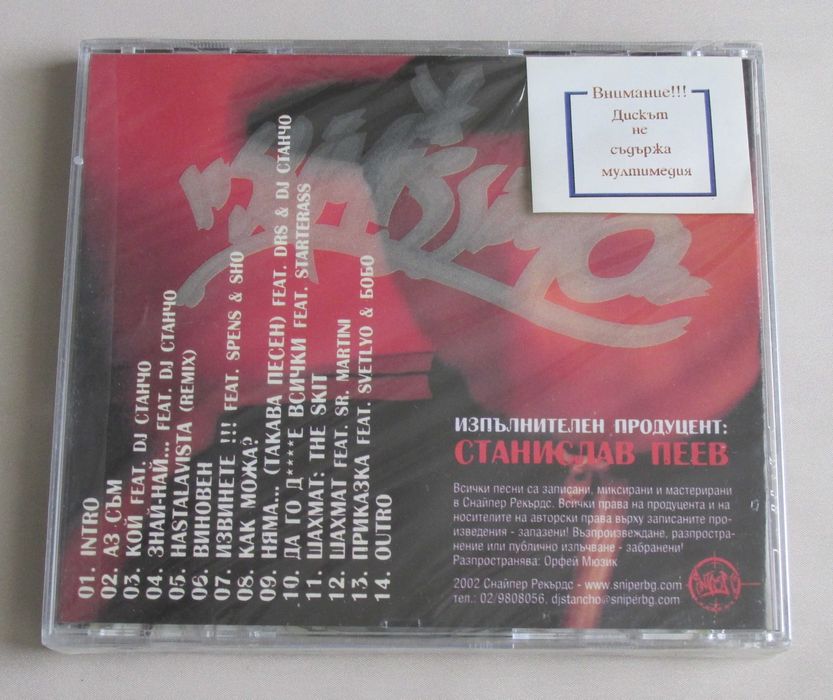 Внимание!!!
Дискът
не
съдържа
мултимедия
01. INTRO
02. АЗ СЪМ
03. КОЙ FEAT. DJ СТАНЧО
04. ЗНАЙ-НАЙ... FEAT. DJ СТАНЧО
05. HASTALAVISTA (REMIX)
06. ВИНОВЕН
07. ИЗВИНЕТЕ !!! FEAT. SPENS & SHO
08. КАК МОЖА?
09. НЯМА... (ТАКАВА ПЕСЕН) FEAT. DRS & DJ СТАНЧО
10. ДА ГО Д****Е ВСИЧКИ FEAT. STARTERASS
11. ШАХМАТ: THE SKIT
12. ШАХМАТ FEAT. SR. MARTINI
13. ПРИКАЗКА FEAT. SVETLYO & БОБО
14. OUTRO
ИЗПЪЛНИТЕЛЕН ПРОДУЦЕНТ:
СТАНИСЛАВ ПЕЕВ
Всички песни са записани, миксирани и мастерирани
в Снайпер Рекърдс. Всички права на продуцента и на
носителите на авторски права върху записаните про-
изведения - запазени! Възпроизвеждане, разпростра-
нение или публично излъчване - забранени!
Разпространява: Орфей Мюзик
2002 Снайпер Рекърдс - www.sniperbg.com
тел.: 02/9808056, djstancho@sniperbg.com